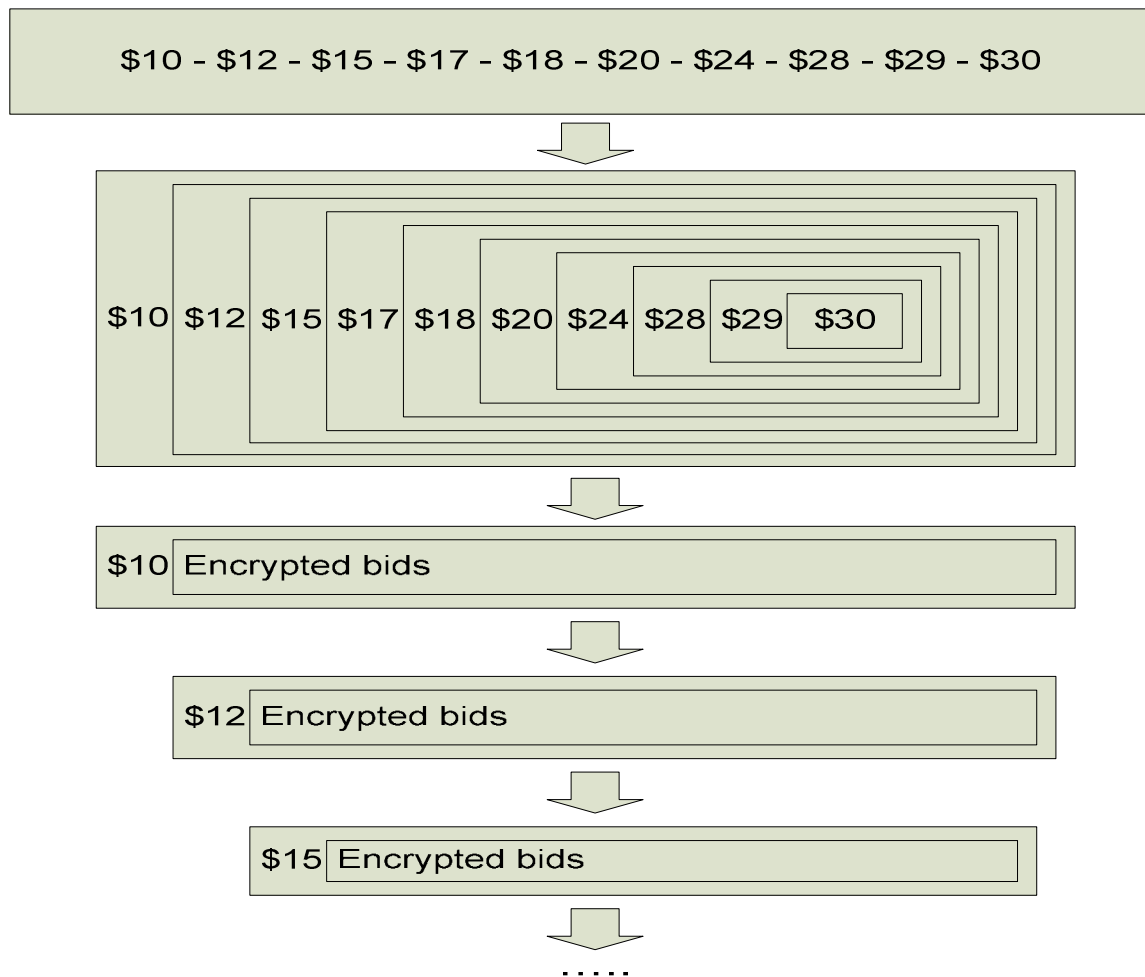 $10 - $12 - $15 - $17 - $18 - $20 - $24 - $28 - $29 - $30
$10 $12 $15 $17 $18 $20 $24 $28 $29 $30
$10 Encrypted bids
$12 Encrypted bids
$15 Encrypted bids
.....